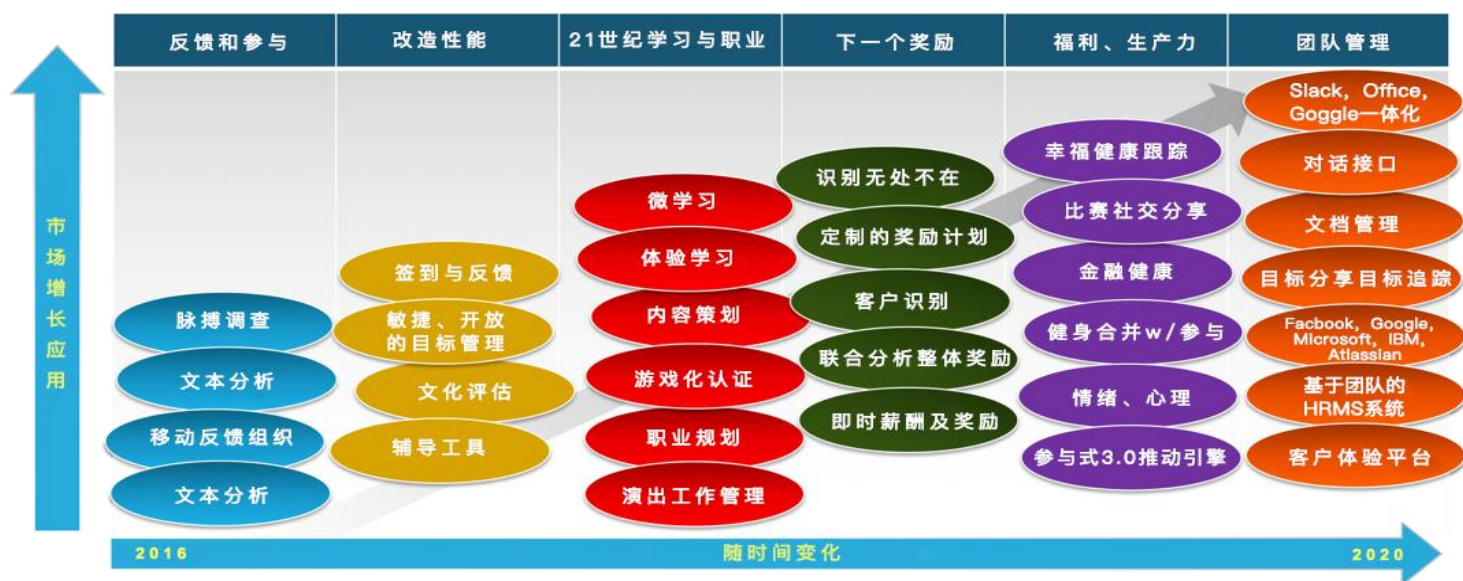 反馈和参与
改造性能
21世纪学习与职业
下一个奖励
福利、生产力
团队管理
市场增长应用
脉搏调查
文本分析
移动反馈组织
文本分析
签到与反馈
敏捷、开放
的目标管理
文化评估
辅导工具
微学习
体验学习
内容策划
游戏化认证
职业规划
演出工作管理
识别无处不在
定制的奖励计划
客户识别
联合分析整体奖励
即时薪酬及奖励
幸福健康跟踪
比赛社交分享
金融健康
健身合并w/参与
情绪、心理
参与式3.0推动引擎
Slack，Office，
Goggle一体化
对话接口
文档管理
目标分享目标追踪
Facbook，Google，
Microsoft，IBM，
Atlassian
基于团队的
HRMS系统
客户体验平台
2016
随时间变化
2020